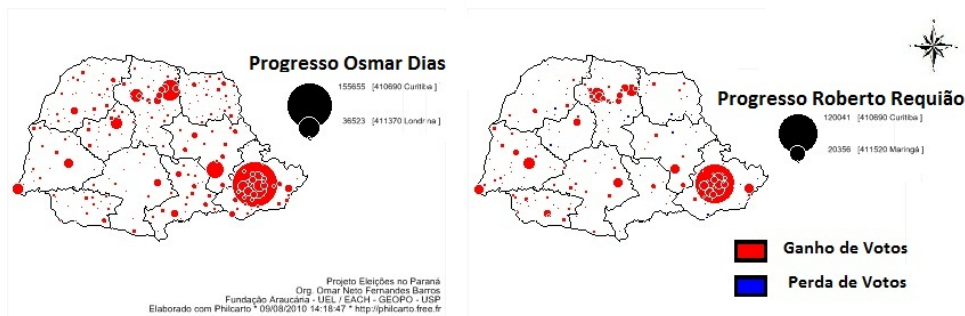 Progresso Osmar Dias
155655 [410690 Curitiba ]
36523 [411370 Londrina ]
Progresso Roberto Requião
120041 [410690 Curitiba ]
20356 [411520 Maringá ]
Ganho de Votos
Perda de Votos
Projeto Eleições no Paraná
Org. Omar Neto Fernandes Barros
Fundação Araucária - UEL / EACH - GEOPO - USP
Elaborado com Philcarto * 09/08/2010 14:18:47 * http://philcarto.free.fr